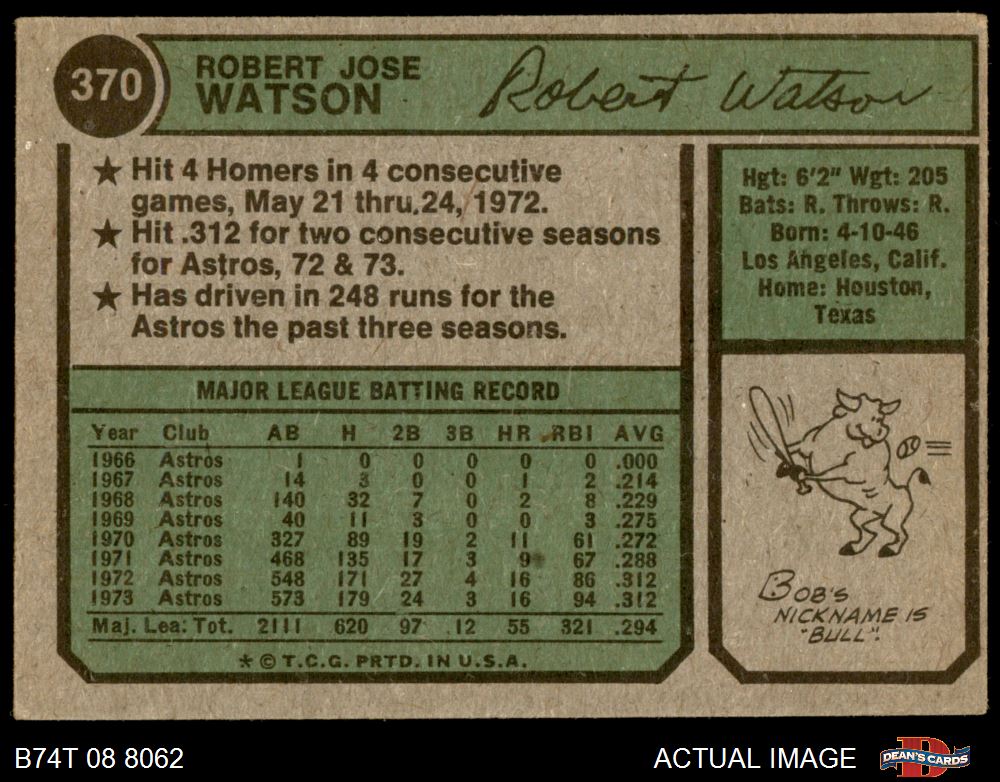 370
ROBERT JOSE
WATSON
Robert Watson
★ Hit 4 Homers in 4 consecutive
games, May 21 thru.24, 1972.
★ Hit .312 for two consecutive seasons
for Astros, 72 & 73.
★ Has driven in 248 runs for the
Astros the past three seasons.
Hgt: 6'2" Wgt: 205
Bats: R. Throws: R.
Born: 4-10-46
Los Angeles, Calif.
Home: Houston,
Texas
MAJOR LEAGUE BATTING RECORD
Year Club AB H 2B 3B HR RBI AVG
1966 Astros 1 0 0 0 0 0 .000
1967 Astros 14 3 0 0 1 2 .214
1968 Astros 140 32 7 0 2 8 .229
1969 Astros 40 11 3 0 0 3 .275
1970 Astros 327 89 19 2 11 61 .272
1971 Astros 468 135 17 3 9 67 .288
1972 Astros 548 171 27 4 16 86 .312
1973 Astros 573 179 24 3 16 94 .312
Maj. Lea. Tot. 2111 620 97 12 55 321 .294
* © T.C.G. PRTD. IN U.S.A.
BOB'S
NICKNAME IS
"BULL".
B74T 08 8062
ACTUAL IMAGE
DEAN'S CARDS